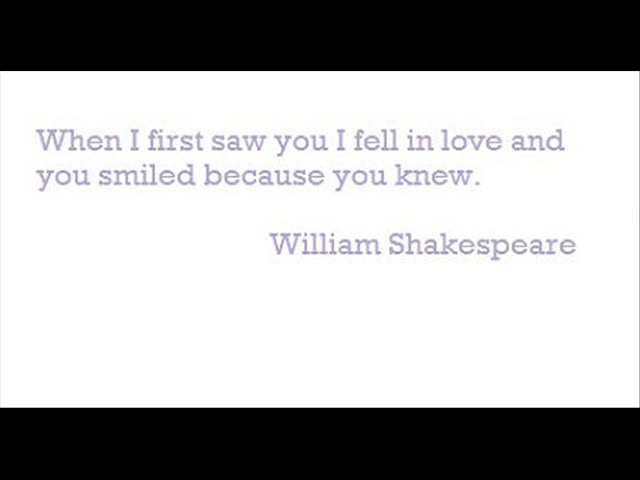 When I first saw you I fell in love and
you smiled because you knew.
William Shakespeare